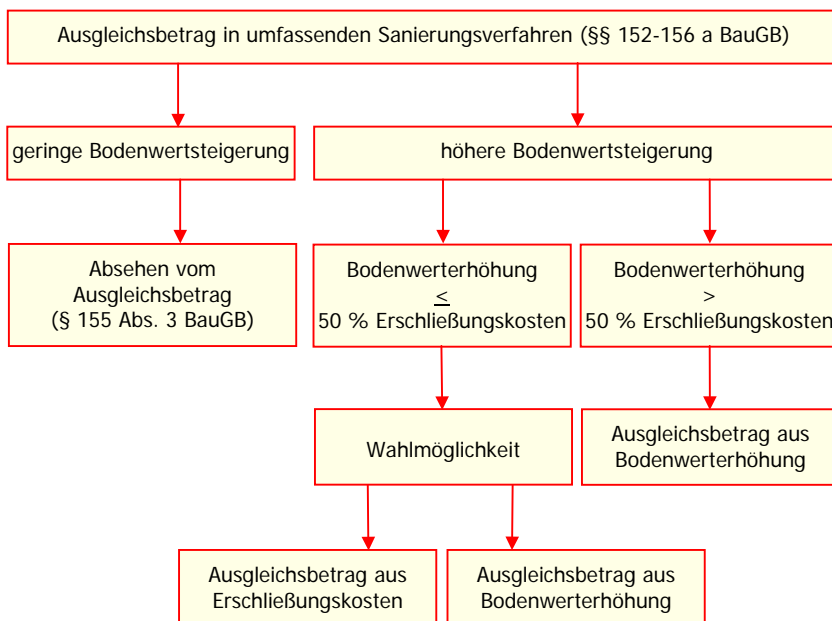 Ausgleichsbetrag in umfassenden Sanierungsverfahren (§§ 152-156 a BauGB)
geringe Bodenwertsteigerung
höhere Bodenwertsteigerung
Absehen vom
Ausgleichsbetrag
(§ 155 Abs. 3 BauGB)
Bodenwerterhöhung
≤
50 % Erschließungskosten
Bodenwerterhöhung
>
50 % Erschließungskosten
Wahlmöglichkeit
Ausgleichsbetrag aus
Bodenwerterhöhung
Ausgleichsbetrag aus
Erschließungskosten
Ausgleichsbetrag aus
Bodenwerterhöhung